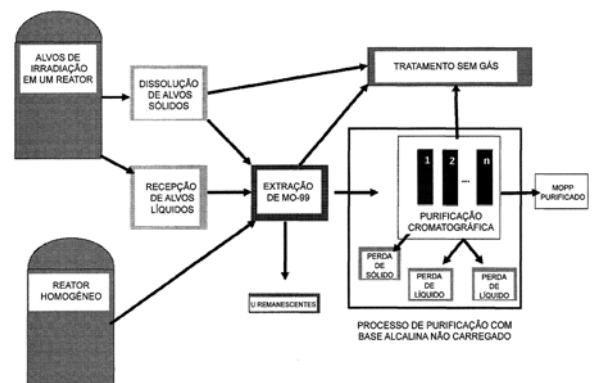 ALVOS DE
IRRADIAÇÃO
EM UM REATOR
DISSOLUÇÃO
DE ALVOS
SÓLIDOS
TRATAMENTO SEM GÁS
RECEPÇÃO
DE ALVOS
LÍQUIDOS
EXTRAÇÃO
DE MO-99
1 2 ... n
PURIFICAÇÃO
CROMATOGRÁFICA
MOPP
PURIFICADO
PERDA
DE
SÓLIDO
PERDA
DE
LÍQUIDO
PERDA
DE
LÍQUIDO
REATOR
HOMOGÊNEO
U REMANESCENTES
PROCESSO DE PURIFICAÇÃO COM
BASE ALCALINA NÃO CARREGADO